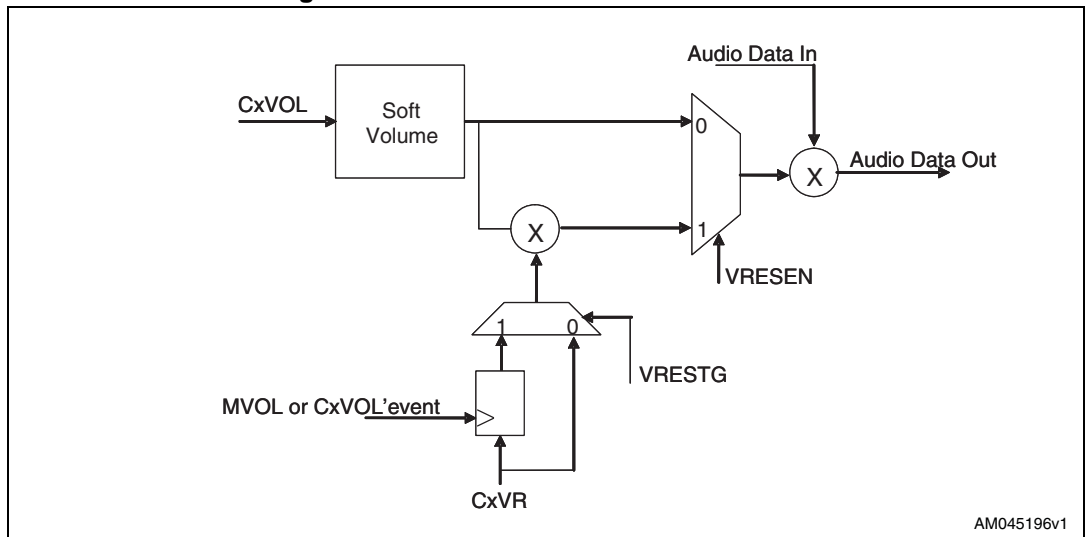 Audio Data In
CxVOL
Soft
Volume
0
Audio Data Out
X
X
1
VRESEN
1
0
VRESTG
MVOL or CxVOL'event
CxVR
AM045196v1